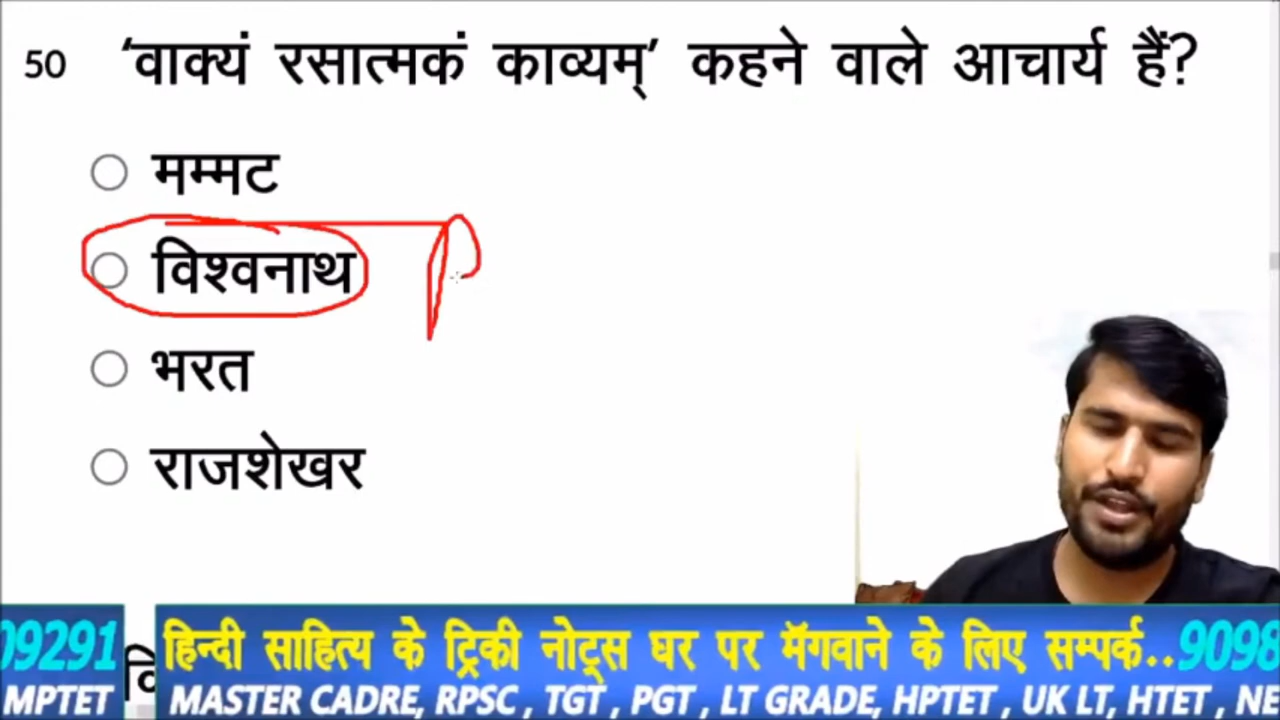 50 ‘वाक्यं रसात्मकं काव्यम्’ कहने वाले आचार्य हैं?
मम्मट
विश्वनाथ
भरत
राजशेखर
09291 हिन्दी साहित्य के ट्रिकी नोट्स घर पर मॅगवाने के लिए सम्पर्क..9098
MPTET MASTER CADRE, RPSC , TGT , PGT , LT GRADE, HPTET , UK LT, HTET , NE